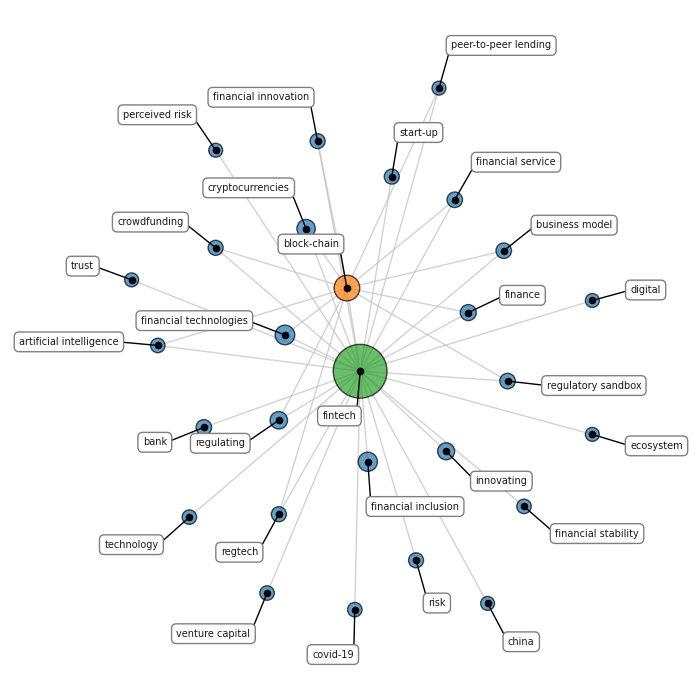 peer-to-peer lending
financial innovation
perceived risk
start-up
financial service
cryptocurrencies
crowdfunding
business model
block-chain
trust
digital
finance
financial technologies
artificial intelligence
regulatory sandbox
fintech
bank
regulating
ecosystem
innovating
financial inclusion
financial stability
technology
regtech
risk
venture capital
china
covid-19